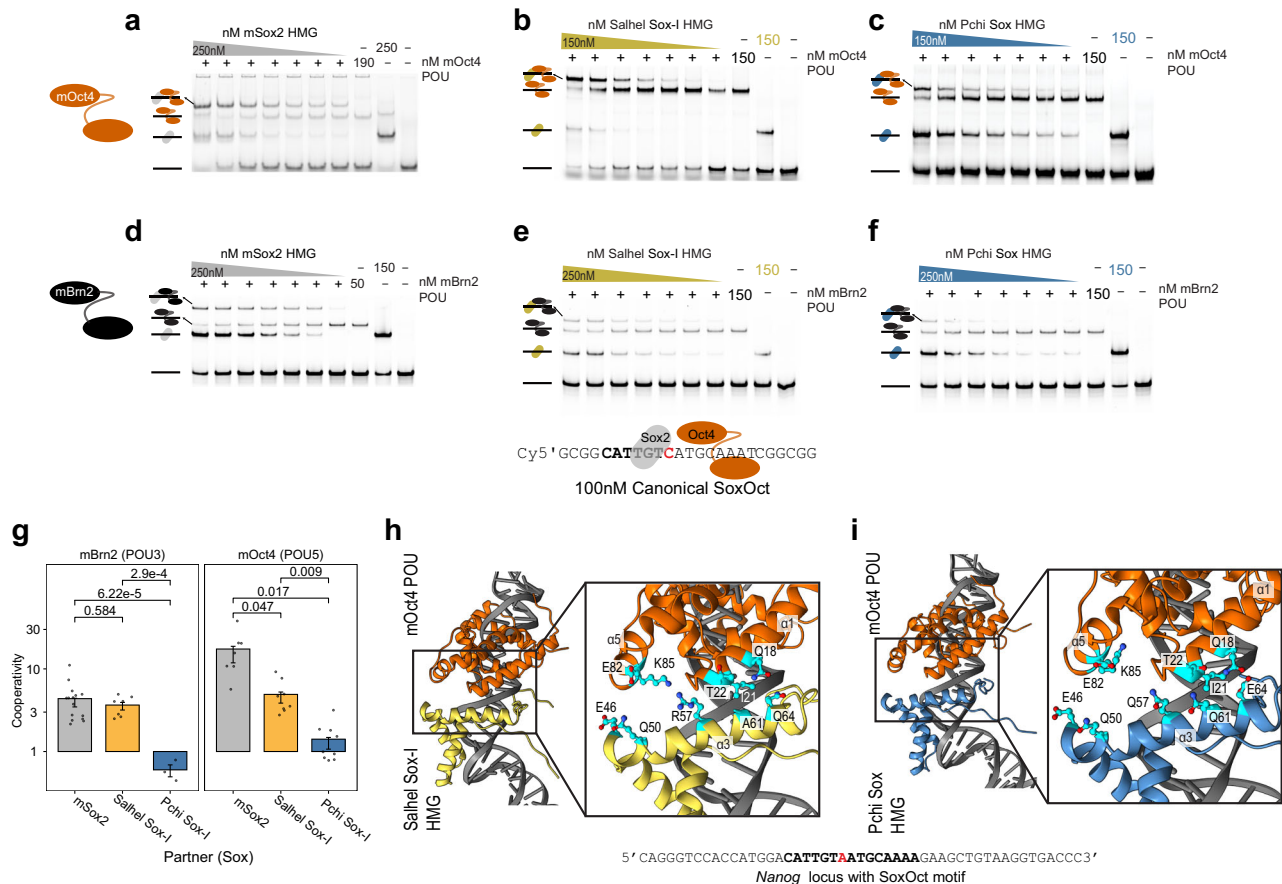 a
nM mSox2 HMG
250nM – 250 –
+ + + + + + + 190 – –
nM mOct4
POU
mOct4
b
nM Salhel Sox-I HMG
150nM – 150 –
+ + + + + + + 150 – –
nM mOct4
POU
c
nM Pchi Sox HMG
150nM – 150 –
+ + + + + + + 150 – –
nM mOct4
POU
d
nM mSox2 HMG
250nM – 150 –
+ + + + + + + 50 – –
nM mBrn2
POU
mBrn2
e
nM Salhel Sox-I HMG
250nM – 150 –
+ + + + + + + 150 – –
nM mBrn2
POU
f
nM Pchi Sox HMG
250nM – 150 –
+ + + + + + + 150 – –
nM mBrn2
POU
Sox2 Oct4
Cy5'GCGGCATTGTCATGCAAATCGGCGG
100nM Canonical SoxOct
g
mBrn2 (POU3) mOct4 (POU5)
2.9e-4 0.009
6.22e-5 0.017
0.584 0.047
Cooperativity
30
10
3
1
mSox2 Salhel Sox-I Pchi Sox-I mSox2 Salhel Sox-I Pchi Sox-I
Partner (Sox)
h
mOct4 POU
Salhel Sox-I
HMG
α1
α5
Q18
E82 K85
T22
I21
E46
Q50 R57 A61 Q64
α3
i
mOct4 POU
Pchi Sox
HMG
α1
α5
Q18
T22
K85
E82
I21 E64
E46
Q50 Q57 Q61
α3
5'CAGGGTCCACCATGGACATTGTAATGCAAAAGAAGCTGTAAGGTGACCC3'
Nanog locus with SoxOct motif